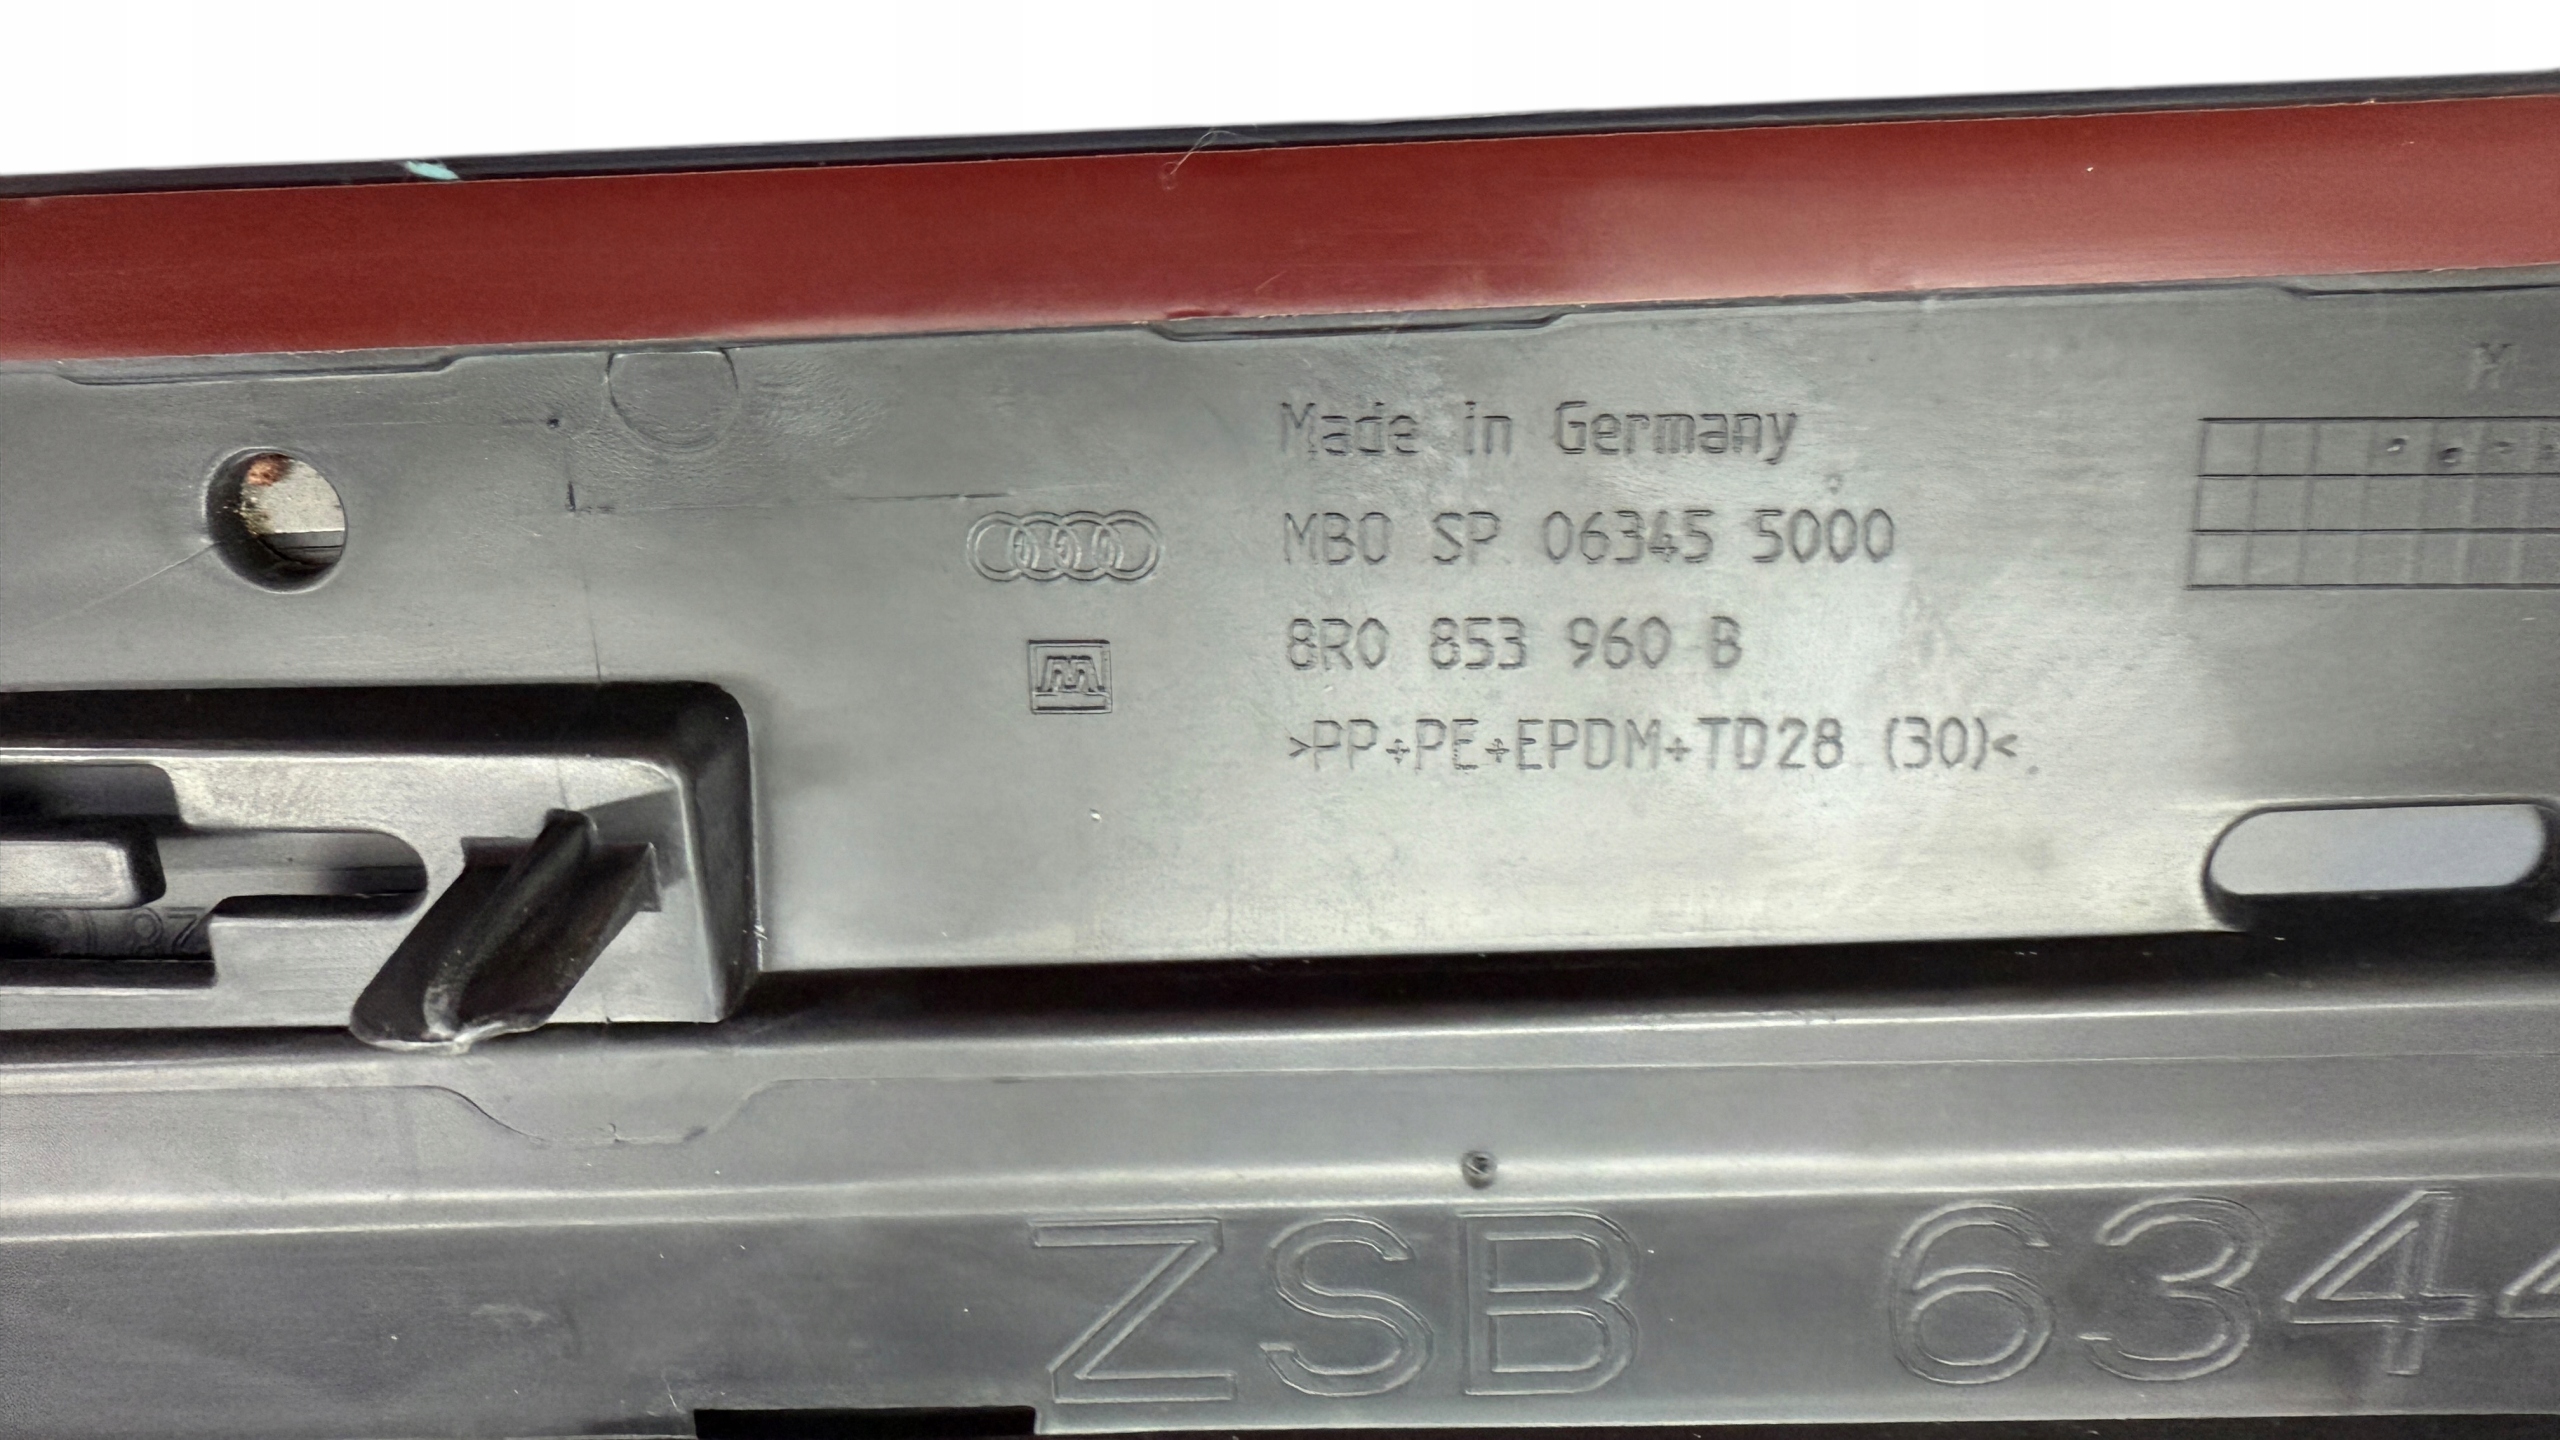 M
Made in Germany
MBO SP 06345 5000
8R0 853 960 B
>PP+PE+EPDM+TD28 (30)<
ZSB 634